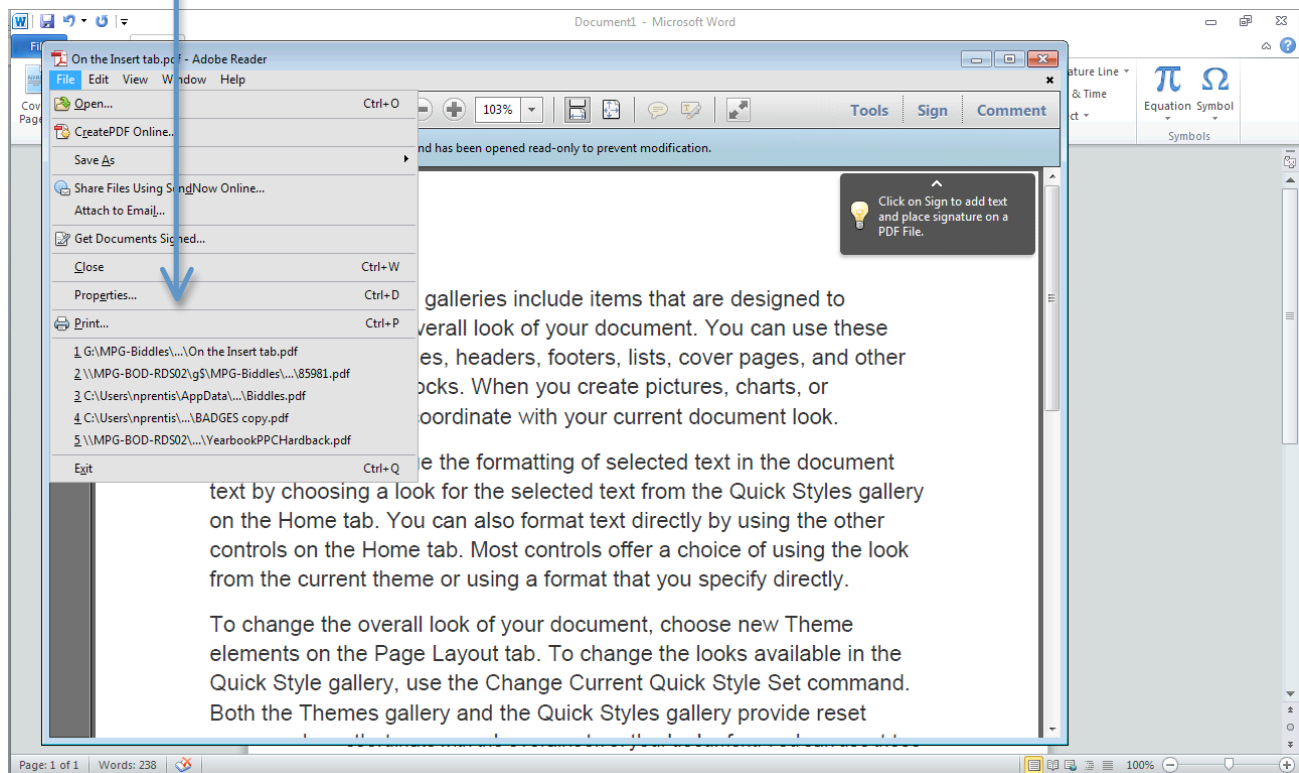 Document1 - Microsoft Word
On the Insert tab.pdf - Adobe Reader
File Edit View Window Help
ature Line
Cov
Page
& Time
ct
Equation Symbol
Symbols
Open... Ctrl+O
103%
Tools Sign Comment
CreatePDF Online...
nd has been opened read-only to prevent modification.
Save As
Share Files Using SendNow Online...
Attach to Email...
Get Documents Signed...
Close Ctrl+W
Properties... Ctrl+D
Print... Ctrl+P
1 G:\MPG-Biddles\...\On the Insert tab.pdf
2 \\MPG-BOD-RDS02\g$\MPG-Biddles\...\85981.pdf
3 C:\Users\nprentis\AppData\...\Biddles.pdf
4 C:\Users\nprentis\...\BADGES copy.pdf
5 \\MPG-BOD-RDS02\...\YearbookPPCHardback.pdf
Exit Ctrl+Q
Click on Sign to add text
and place signature on a
PDF File.
galleries include items that are designed to
verall look of your document. You can use these
es, headers, footers, lists, cover pages, and other
ocks. When you create pictures, charts, or
coordinate with your current document look.
e the formatting of selected text in the document
text by choosing a look for the selected text from the Quick Styles gallery
on the Home tab. You can also format text directly by using the other
controls on the Home tab. Most controls offer a choice of using the look
from the current theme or using a format that you specify directly.
To change the overall look of your document, choose new Theme
elements on the Page Layout tab. To change the looks available in the
Quick Style gallery, use the Change Current Quick Style Set command.
Both the Themes gallery and the Quick Styles gallery provide reset
Page: 1 of 1 Words: 238 100%